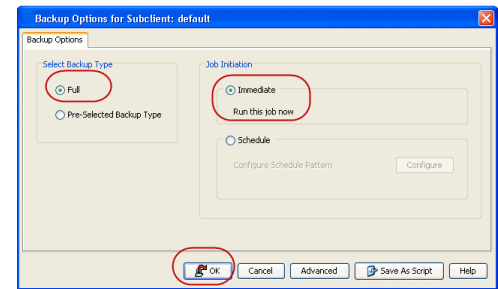 Backup Options for Subclient: default
Backup Options
Select Backup Type
Full
Pre-Selected Backup Type
Job Initiation
Immediate
Run this job now
Schedule
Configure Schedule Pattern
Configure
OK
Cancel
Advanced
Save As Script
Help